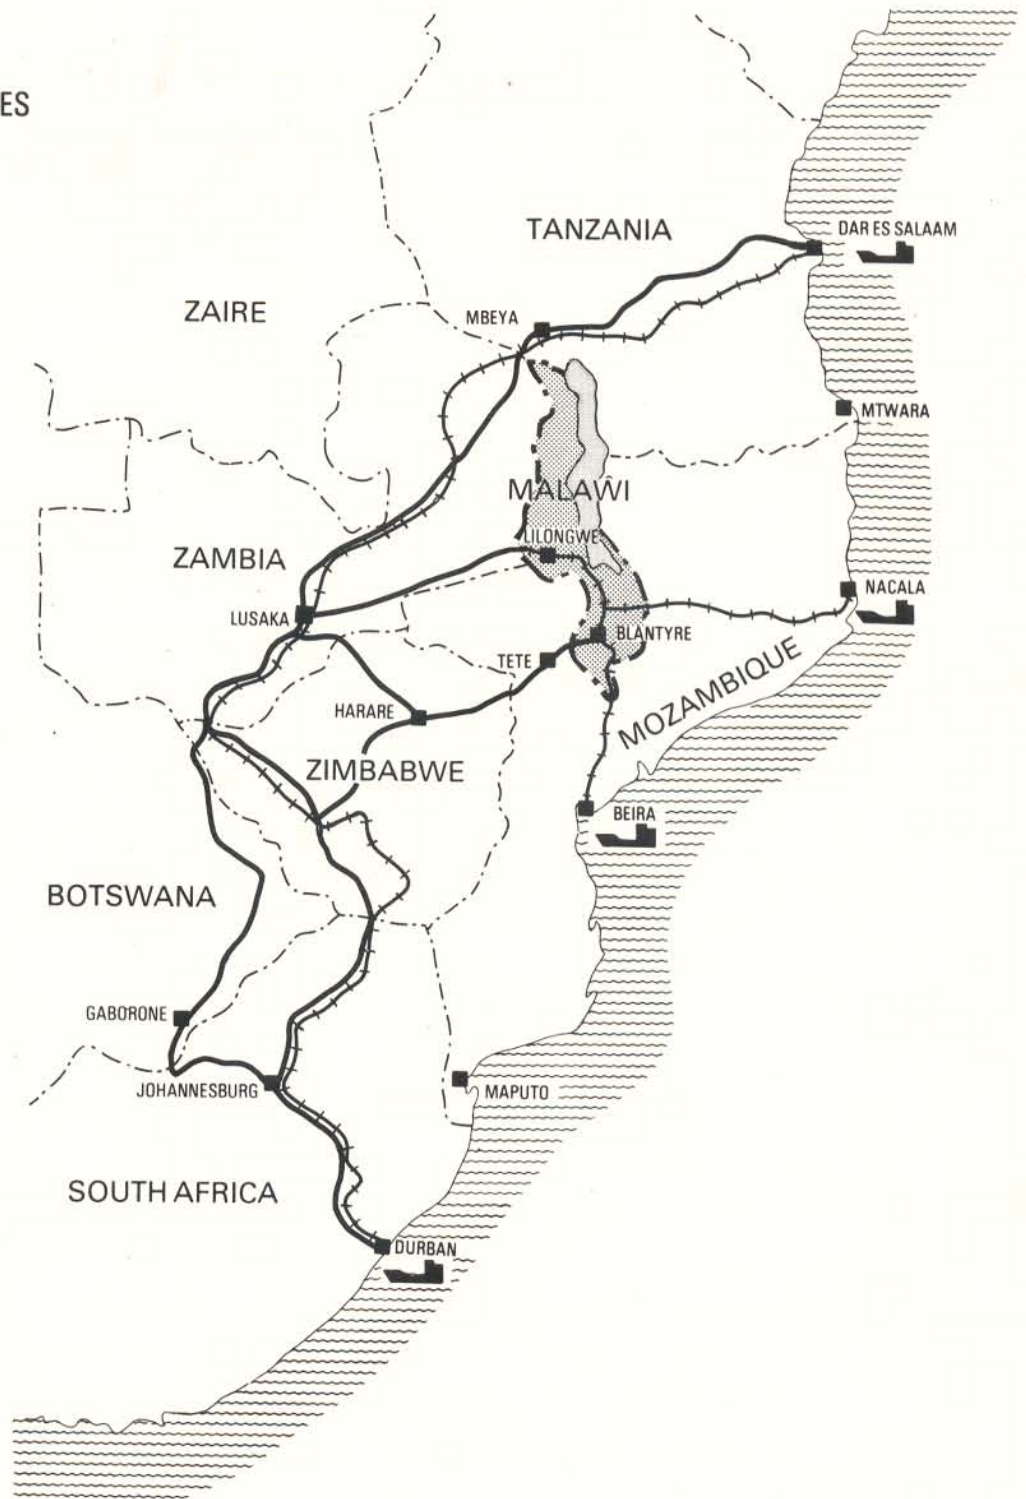 ES
TANZANIA
DAR ES SALAAM
ZAIRE
MBEYA
MTWARA
MALAŴI
LILONGWE
ZAMBIA
NACALA
LUSAKA
BLANTYRE
TETE
MOZAMBIQUE
HARARE
ZIMBABWE
BEIRA
BOTSWANA
GABORONE
JOHANNESBURG
MAPUTO
SOUTH AFRICA
DURBAN